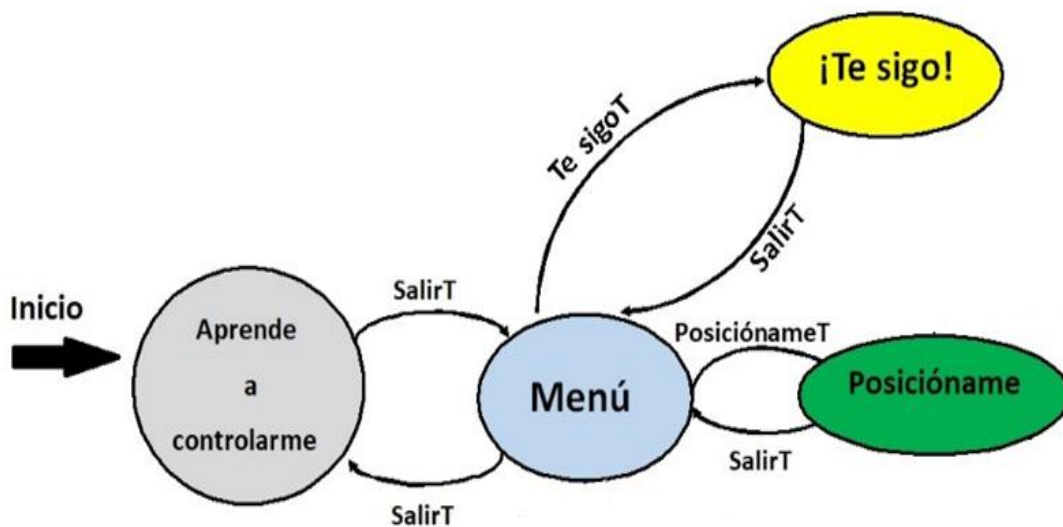 ¡Te sigo!
Te sigoT
SalirT
Inicio
SalirT
Aprende
a
controlarme
Menú
PosiciónameT
Posicióname
SalirT
SalirT